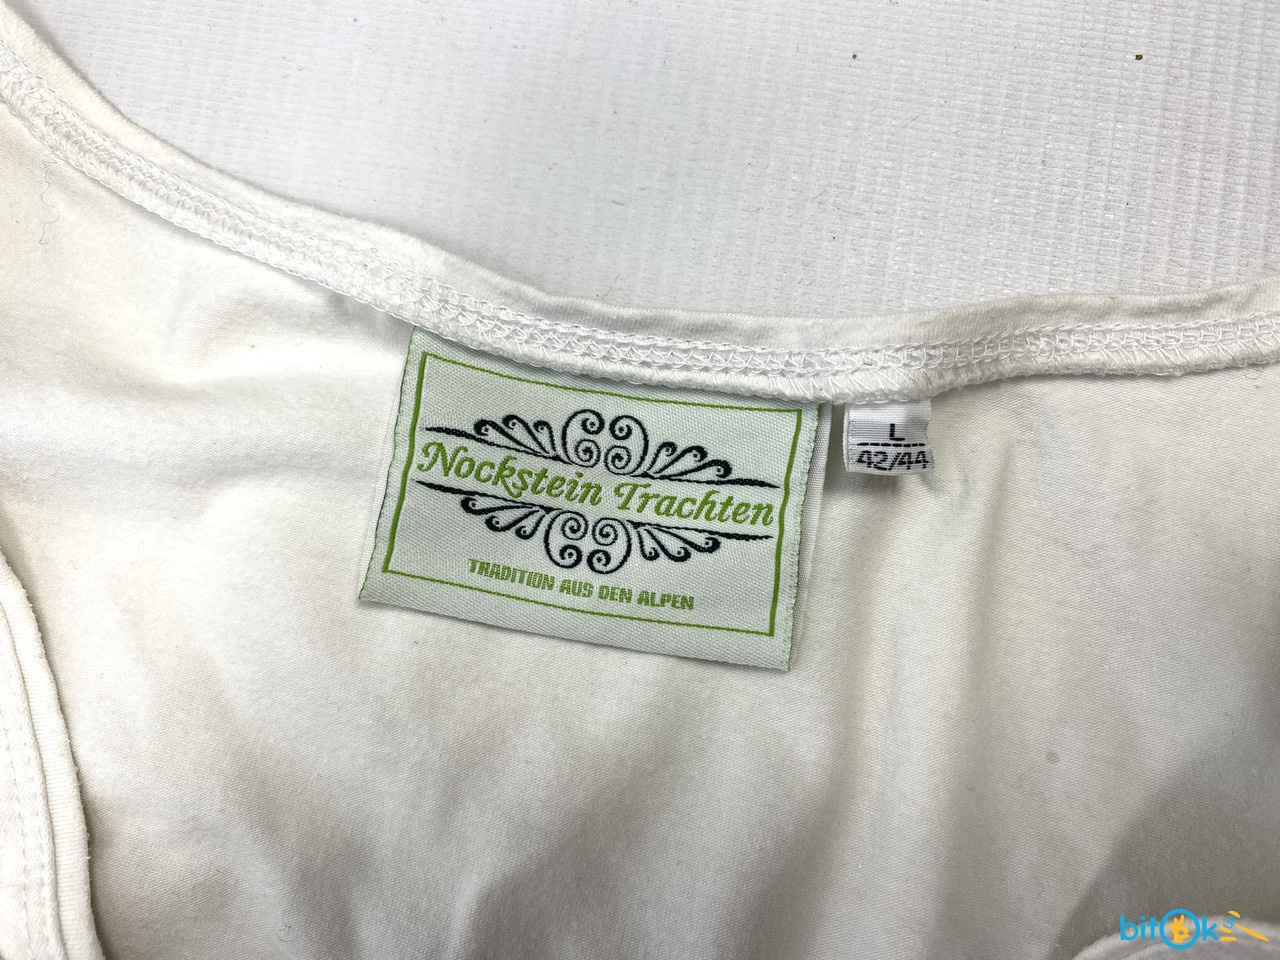 Nockstein Trachten
TRADITION AUS DEN ALPEN
L
42/44
bitOk